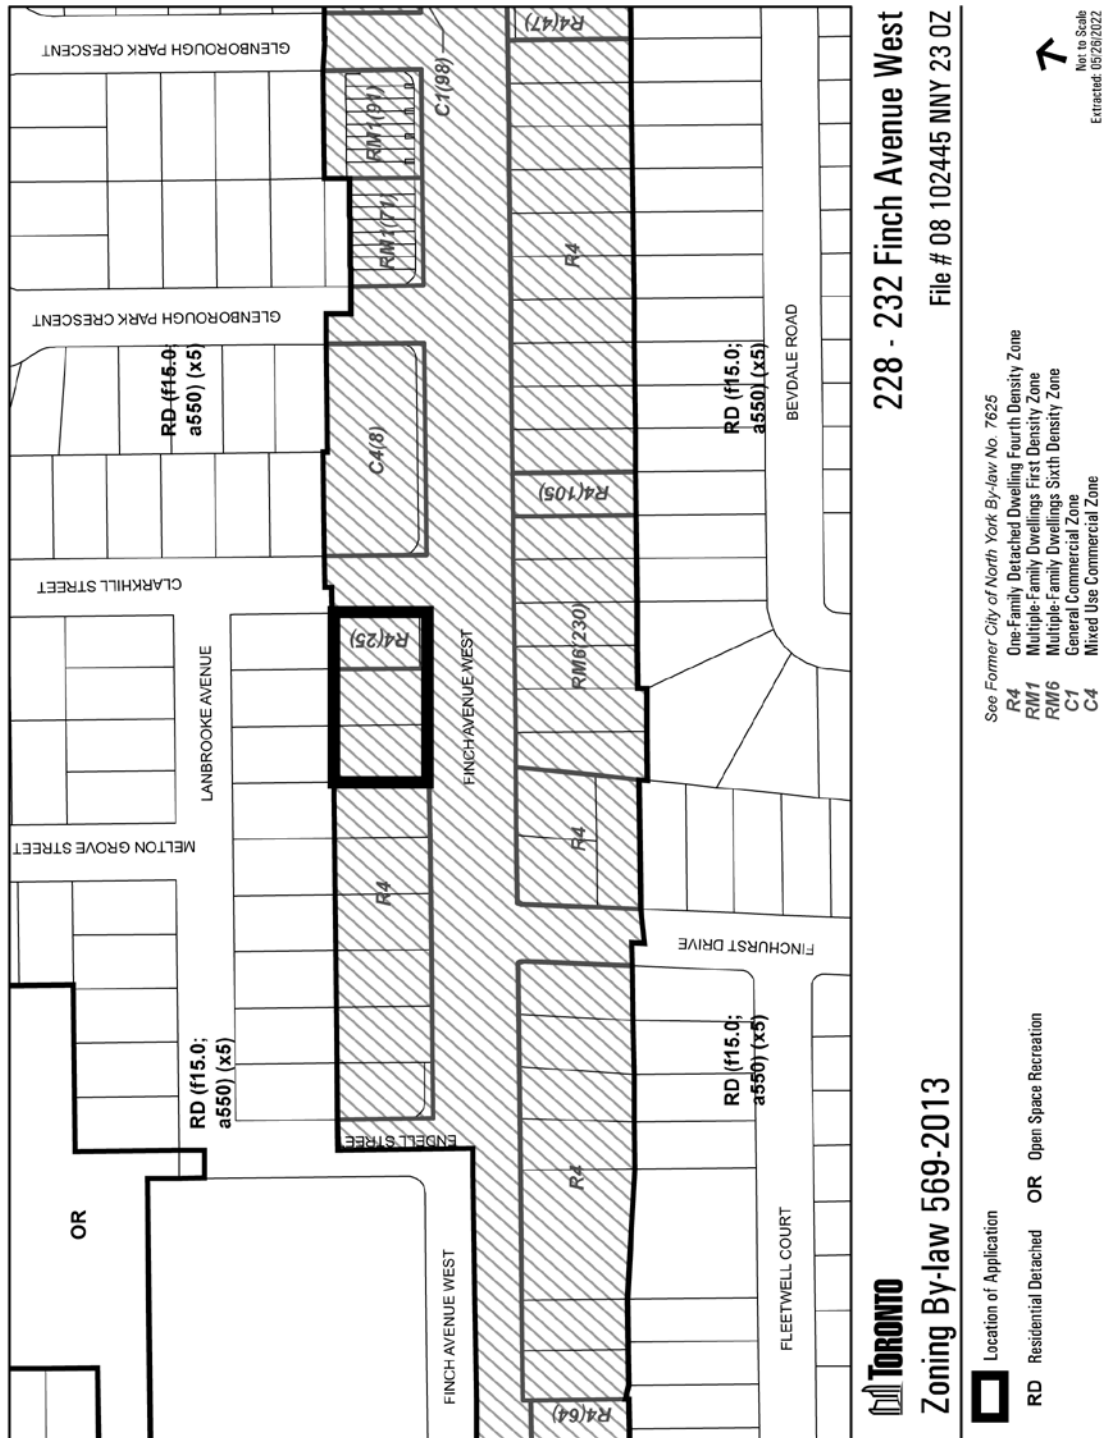 GLENBOROUGH PARK CRESCENT
GLENBOROUGH PARK CRESCENT
CLARKHILL STREET
LANBROOKE AVENUE
MELTON GROVE STREET
ENDELL STREE
FINCH AVENUE WEST
FINCH AVENUE WEST
FINCHURST DRIVE
BEVDALE ROAD
FLEETWELL COURT
OR
RD (f15.0;
a550) (x5)
RD (f15.0;
a550) (x5)
RD (f15.0;
a550) (x5)
RD (f15.0;
a550) (x5)
C1(98)
RM1(91)
RM1(71)
C4(8)
R4(25)
R4
R4(47)
R4
R4(105)
RM6(230)
R4
R4
R4(64)
TORONTO
Zoning By-law 569-2013
228 - 232 Finch Avenue West
File # 08 102445 NNY 23 OZ
Location of Application
RD Residential Detached
OR Open Space Recreation
See Former City of North York By-law No. 7625
R4 One-Family Detached Dwelling Fourth Density Zone
RM1 Multiple-Family Dwellings First Density Zone
RM6 Multiple-Family Dwellings Sixth Density Zone
C1 General Commercial Zone
C4 Mixed Use Commercial Zone
Not to Scale
Extracted: 05/26/2022